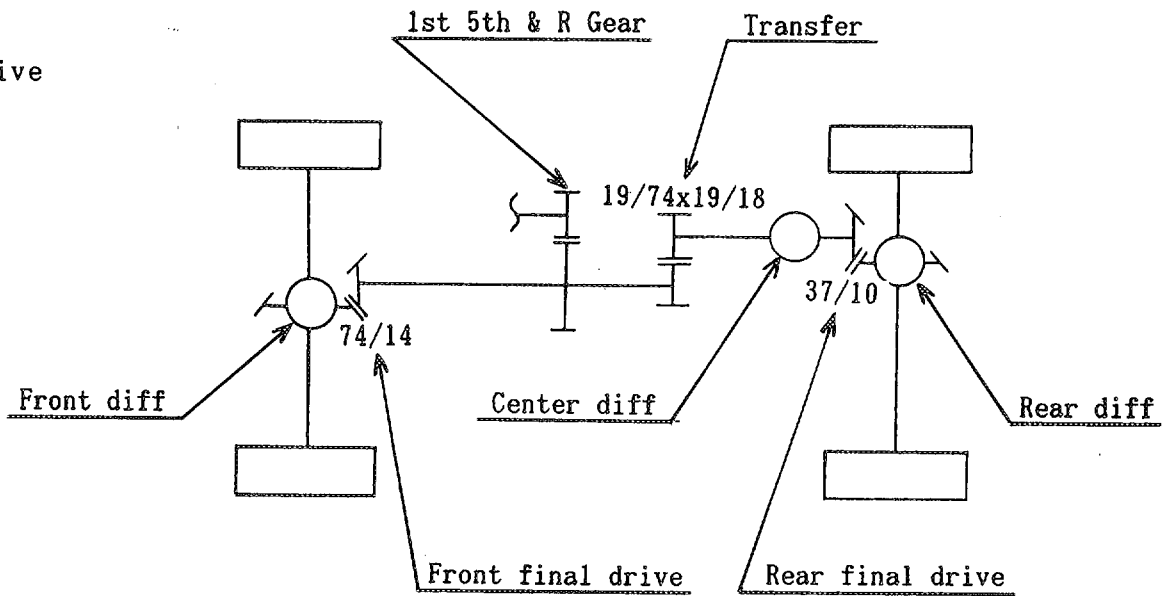 1st 5th & R Gear
Transfer
ive
19/74x19/18
37/10
74/14
Front diff
Center diff
Rear diff
Front final drive
Rear final drive